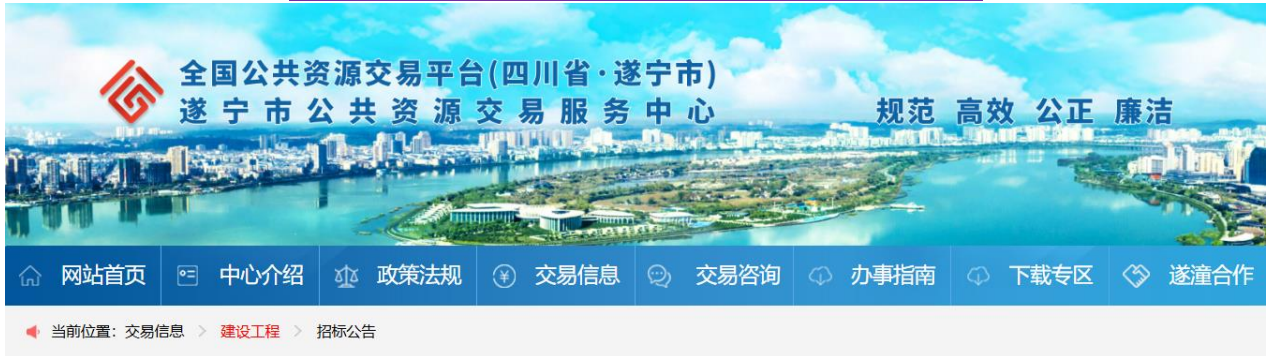 全国公共资源交易平台(四川省·遂宁市)
遂宁市公共资源交易服务中心
规范 高效 公正 廉洁
网站首页 中心介绍 政策法规 交易信息 交易咨询 办事指南 下载专区 遂潼合作
当前位置：交易信息 > 建设工程 > 招标公告